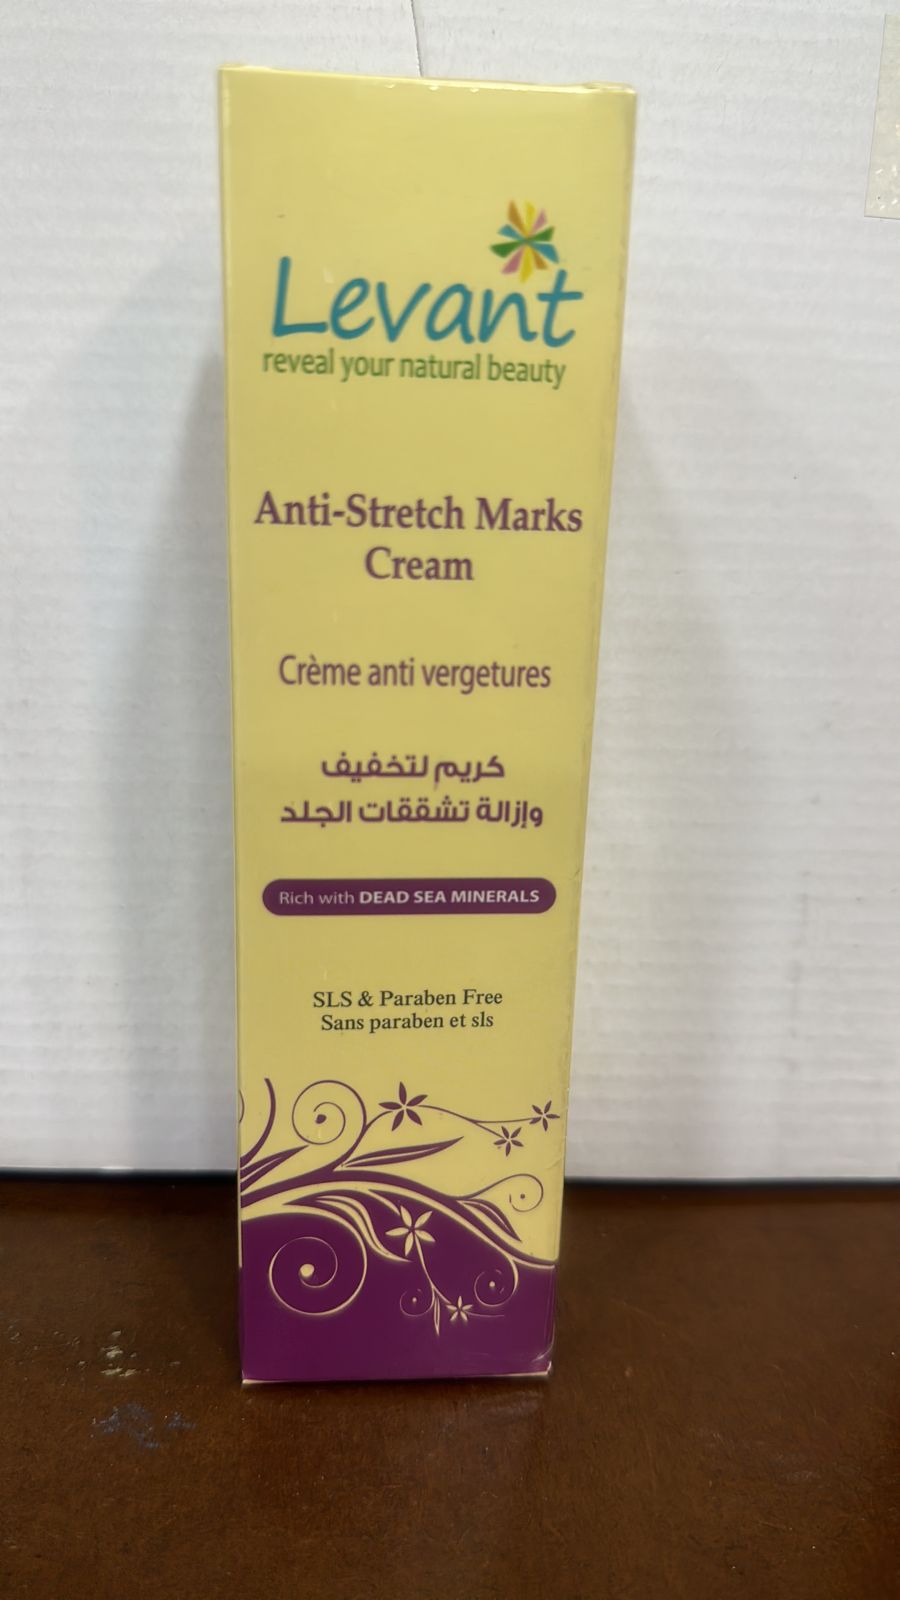 Levant
reveal your natural beauty
Anti-Stretch Marks
Cream
Crème anti vergetures
كريم لتخفيف
وإزالة تشققات الجلد
Rich with DEAD SEA MINERALS
SLS & Paraben Free
Sans paraben et sls